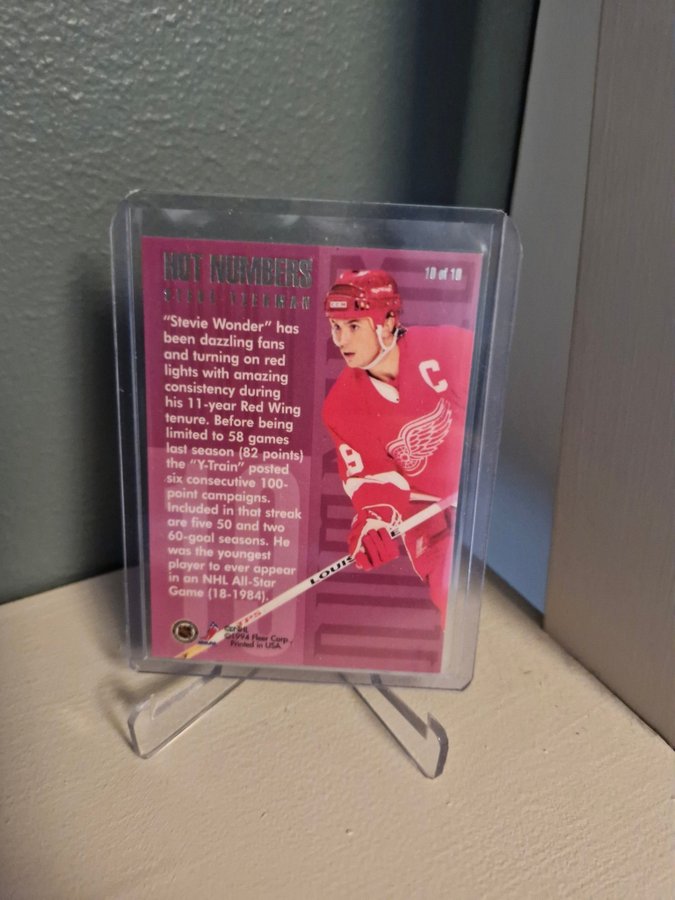 HOT NUMBERS
STEVE YZERMAN
10 of 10
"Stevie Wonder" has
been dazzling fans
and turning on red
lights with amazing
consistency during
his 11-year Red Wing
tenure. Before being
limited to 58 games
last season (82 points)
the "Y-Train" posted
six consecutive 100-
point campaigns.
Included in that streak
are five 50 and two
60-goal seasons. He
was the youngest
player to ever appear
in an NHL All-Star
Game (18-1984).
CCM
C
9
LOUIS
©1994 Fleer Corp.
Printed in USA